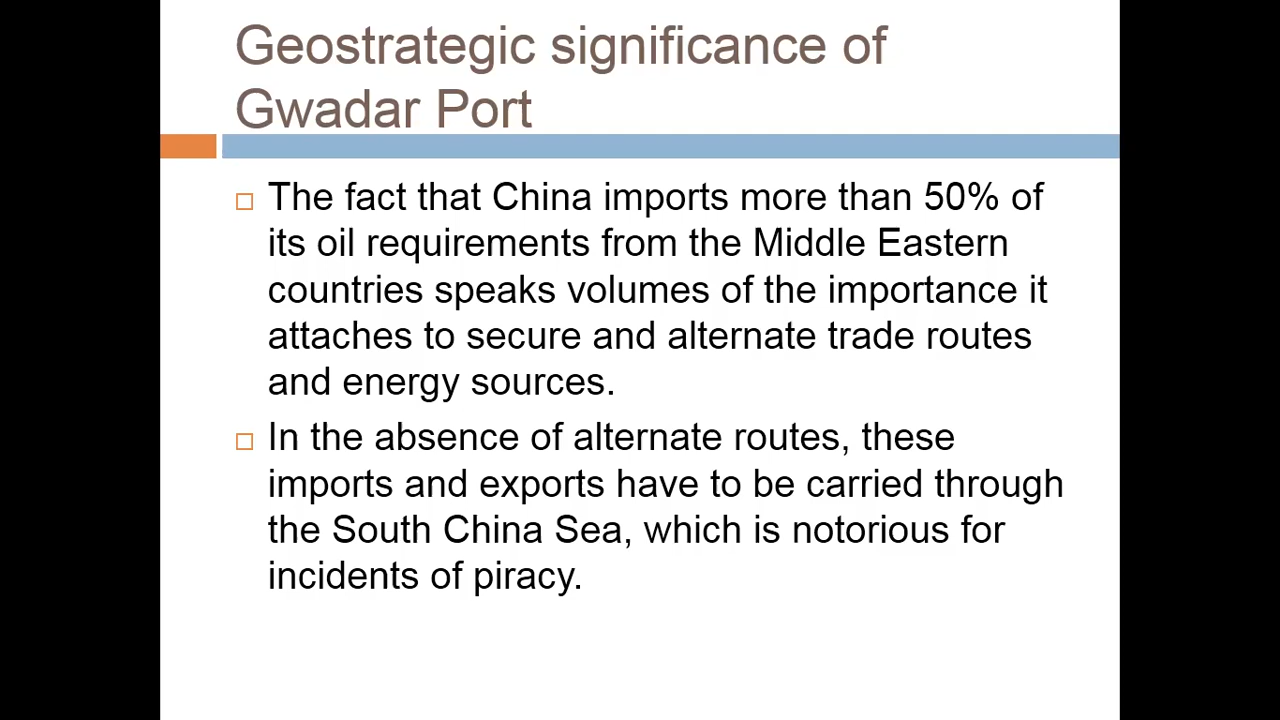 Geostrategic significance of
Gwadar Port
The fact that China imports more than 50% of
its oil requirements from the Middle Eastern
countries speaks volumes of the importance it
attaches to secure and alternate trade routes
and energy sources.
In the absence of alternate routes, these
imports and exports have to be carried through
the South China Sea, which is notorious for
incidents of piracy.